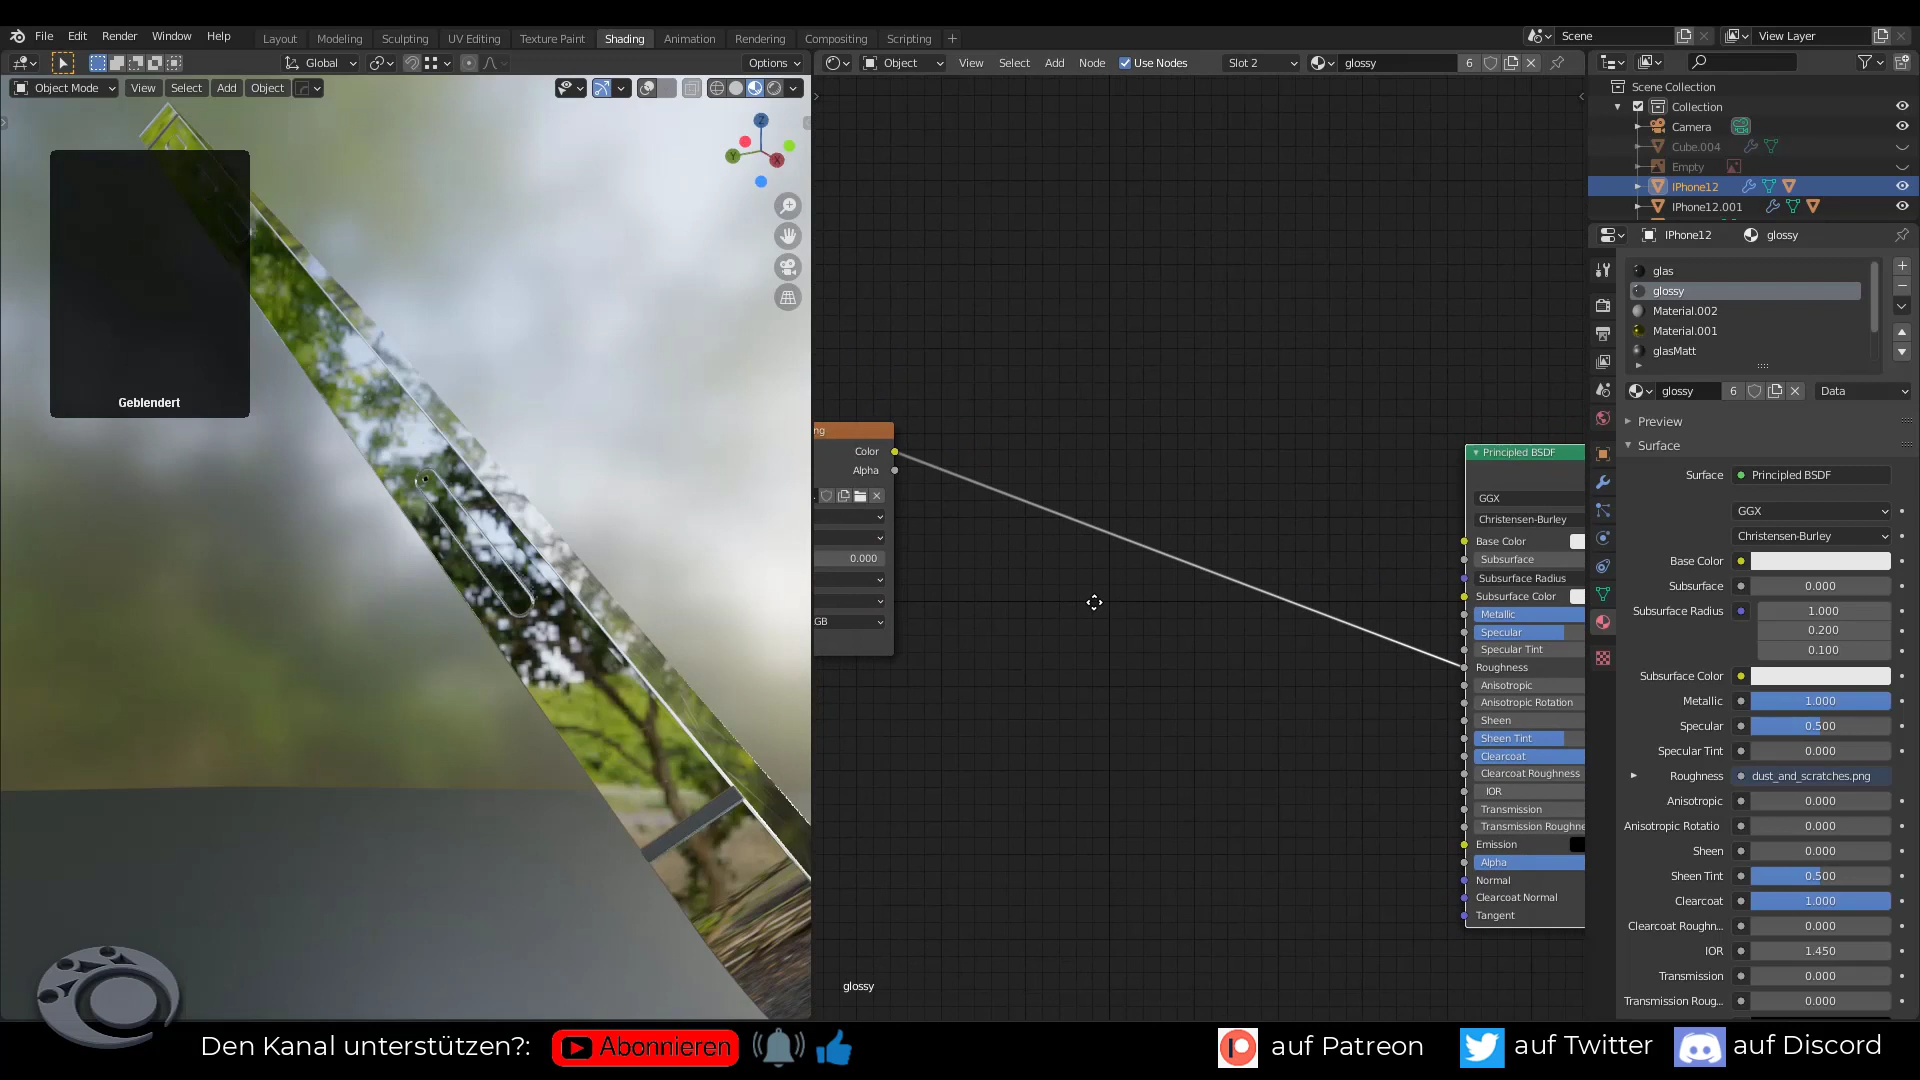 File Edit Render Window Help
Layout Modeling Sculpting UV Editing Texture Paint Shading Animation Rendering Compositing Scripting
Scene View Layer
Global Options
Object View Select Add Node Use Nodes Slot 2 glossy 6
Object Mode View Select Add Object
Z
Y X
Geblendert
ng
Color
Alpha
0.000
GB
Principled BSDF
GGX
Christensen-Burley
Base Color
Subsurface
Subsurface Radius
Subsurface Color
Metallic
Specular
Specular Tint
Roughness
Anisotropic
Anisotropic Rotation
Sheen
Sheen Tint
Clearcoat
Clearcoat Roughness
IOR
Transmission
Transmission Roughne
Emission
Alpha
Normal
Clearcoat Normal
Tangent
glossy
Scene Collection
Collection
Camera
Cube.004
Empty
IPhone12
IPhone12.001
IPhone12 glossy
glas
glossy
Material.002
Material.001
glasMatt
glossy 6 Data
Preview
Surface
Surface Principled BSDF
GGX
Christensen-Burley
Base Color
Subsurface 0.000
Subsurface Radius 1.000
0.200
0.100
Subsurface Color
Metallic 1.000
Specular 0.500
Specular Tint 0.000
Roughness dust_and_scratches.png
Anisotropic 0.000
Anisotropic Rotatio 0.000
Sheen 0.000
Sheen Tint 0.500
Clearcoat 1.000
Clearcoat Roughn... 0.000
IOR 1.450
Transmission 0.000
Transmission Roug... 0.000
Den Kanal unterstützen?: Abonnieren auf Patreon auf Twitter auf Discord